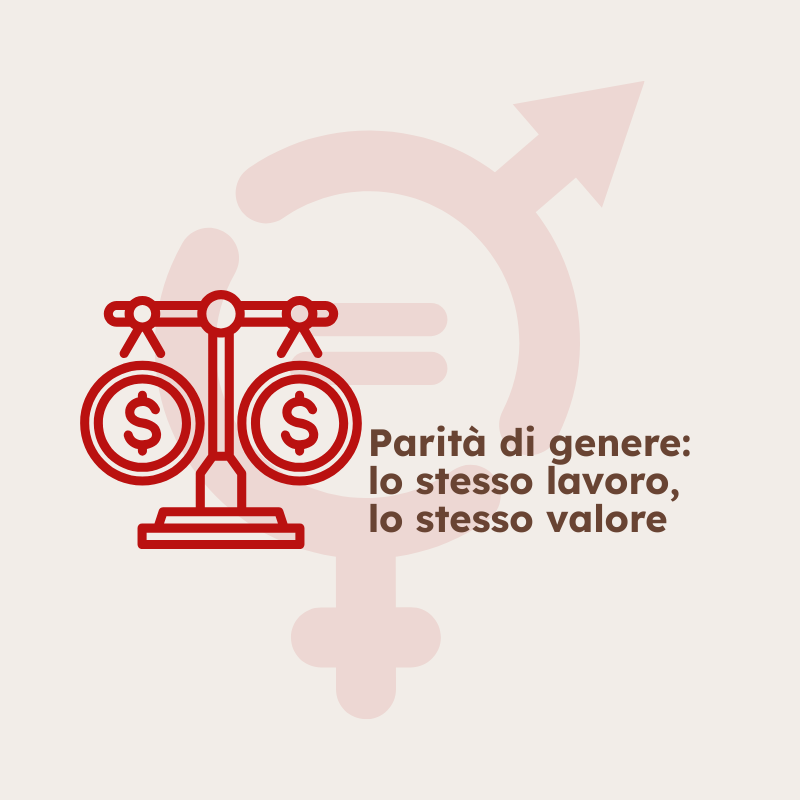 Parità di genere:
lo stesso lavoro,
lo stesso valore